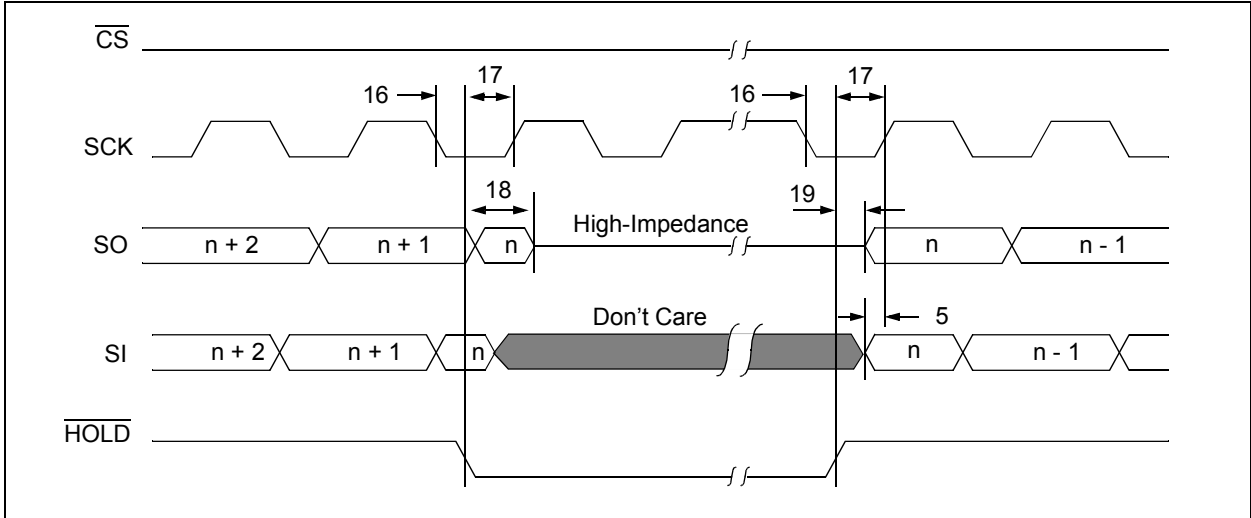 CS
17
17
16
16
SCK
18
19
High-Impedance
SO
n + 2
n + 1
n
n
n - 1
Don't Care
5
SI
n + 2
n + 1
n
n
n - 1
HOLD